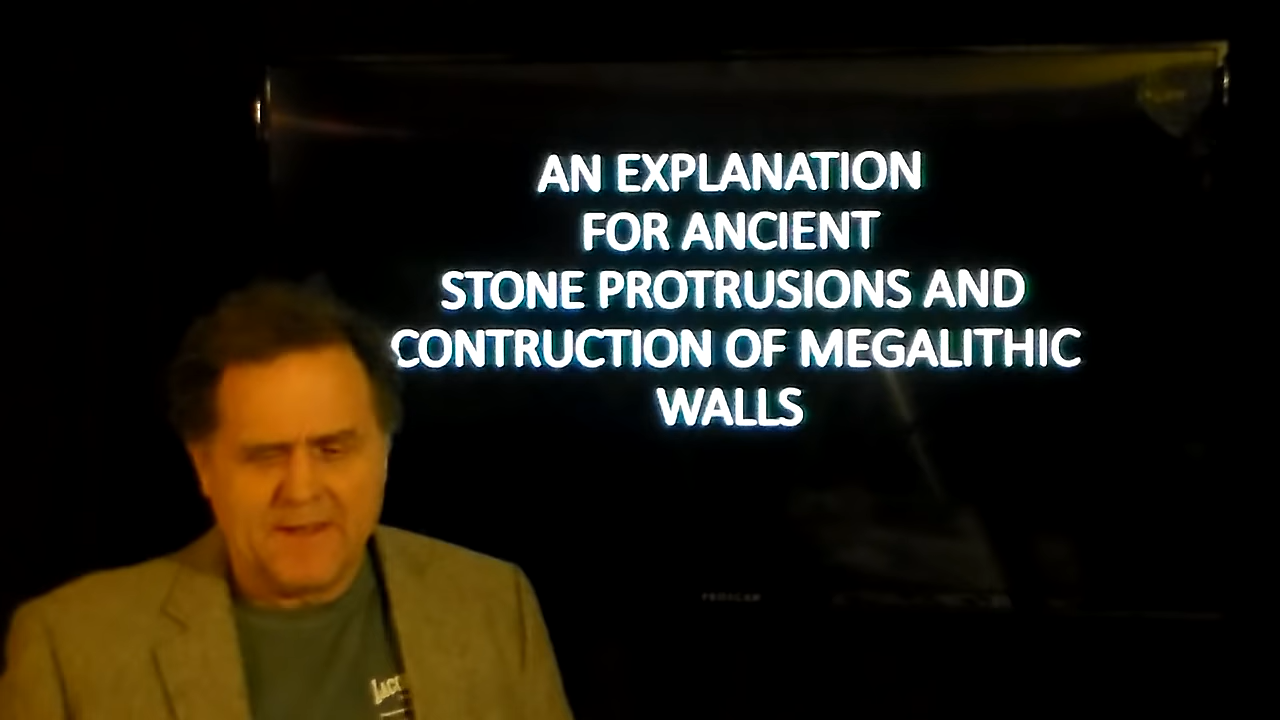 AN EXPLANATION
FOR ANCIENT
STONE PROTRUSIONS AND
CONTRUCTION OF MEGALITHIC
WALLS